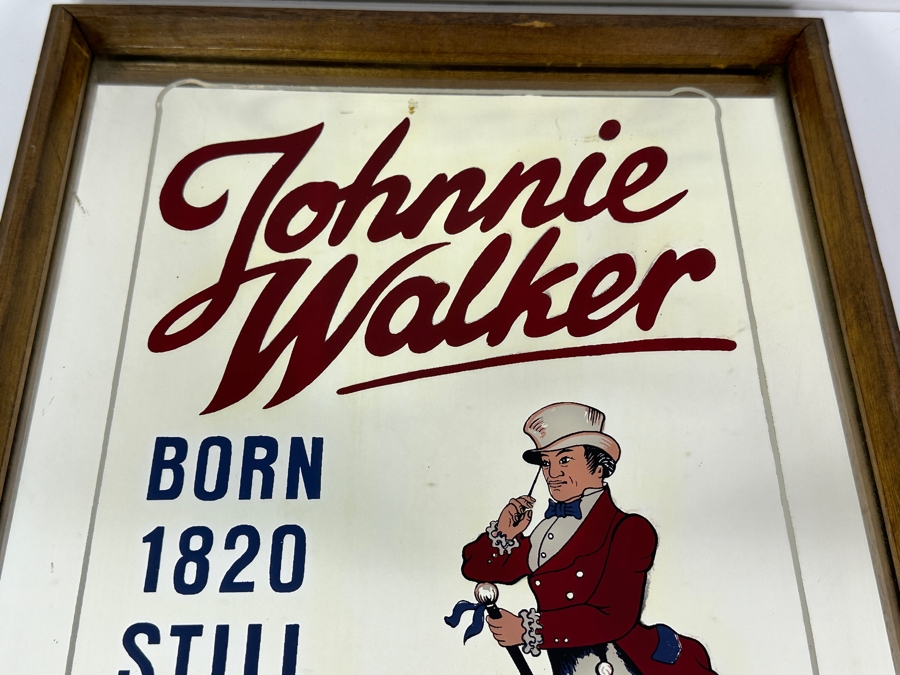 Johnnie
Walker
BORN
1820
STILL